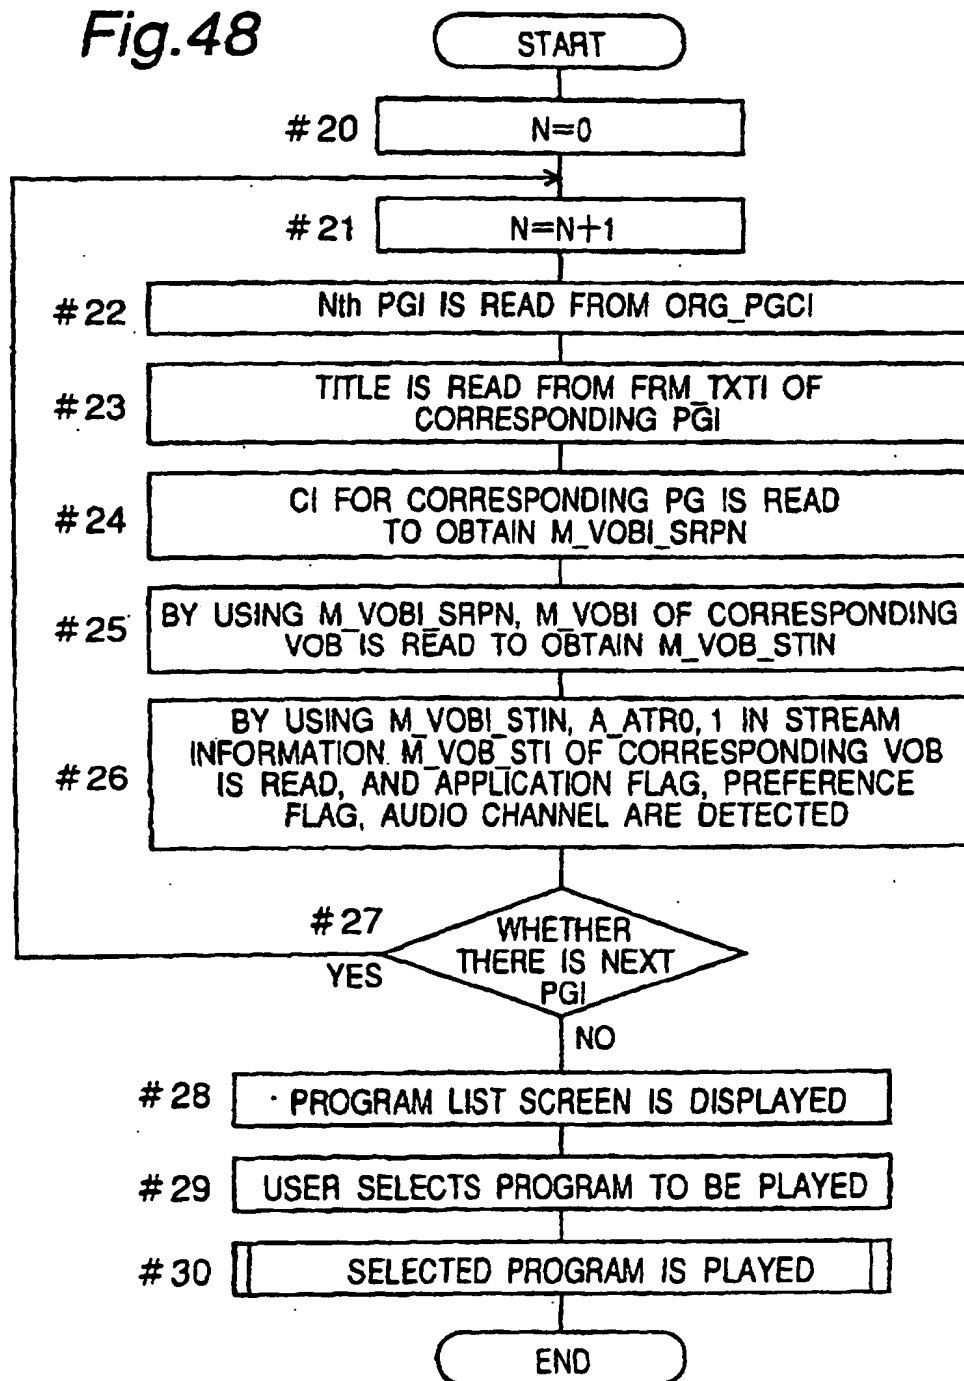 Fig.48
START
#20
N=0
#21
N=N+1
#22
Nth PGI IS READ FROM ORG_PGCI
#23
TITLE IS READ FROM FRM_TXTI OF
CORRESPONDING PGI
#24
CI FOR CORRESPONDING PG IS READ
TO OBTAIN M_VOBI_SRPN
#25
BY USING M_VOBI_SRPN, M_VOBI OF CORRESPONDING
VOB IS READ TO OBTAIN M_VOB_STIN
#26
BY USING M_VOBI_STIN, A_ATR0, 1 IN STREAM
INFORMATION. M_VOB_STI OF CORRESPONDING VOB
IS READ, AND APPLICATION FLAG, PREFERENCE
FLAG, AUDIO CHANNEL ARE DETECTED
#27
WHETHER
THERE IS NEXT
PGI
YES
NO
#28
PROGRAM LIST SCREEN IS DISPLAYED
#29
USER SELECTS PROGRAM TO BE PLAYED
#30
SELECTED PROGRAM IS PLAYED
END